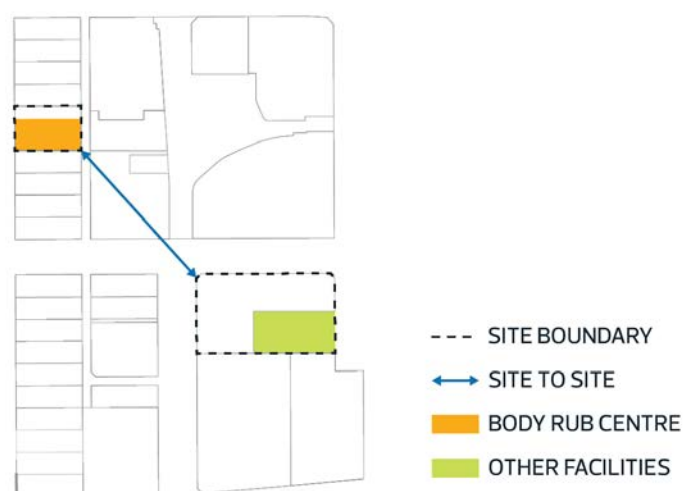 SITE BOUNDARY
SITE TO SITE
BODY RUB CENTRE
OTHER FACILITIES